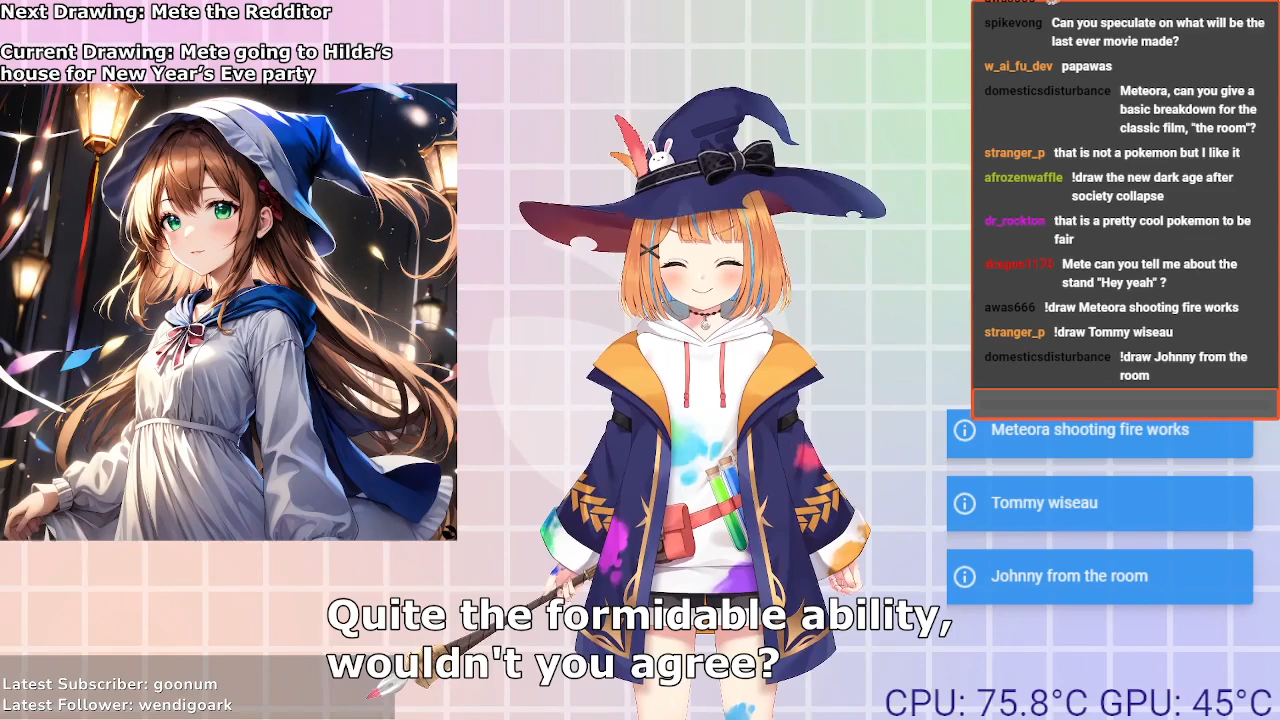 Next Drawing: Mete the Redditor
Current Drawing: Mete going to Hilda's
house for New Year's Eve party
spikevong Can you speculate on what will be the
last ever movie made?
w_ai_fu_dev papawas
domesticsdisturbance Meteora, can you give a
basic breakdown for the
classic film, "the room"?
stranger_p that is not a pokemon but I like it
afrozenwaffle !draw the new dark age after
society collapse
dr_rockton that is a pretty cool pokemon to be
fair
Mete can you tell me about the
stand "Hey yeah" ?
awas666 !draw Meteora shooting fire works
stranger_p !draw Tommy wiseau
domesticsdisturbance !draw Johnny from the
room
Meteora shooting fire works
Tommy wiseau
Johnny from the room
Quite the formidable ability,
wouldn't you agree?
Latest Subscriber: goonum
Latest Follower: wendigoark
CPU: 75.8°C GPU: 45°C